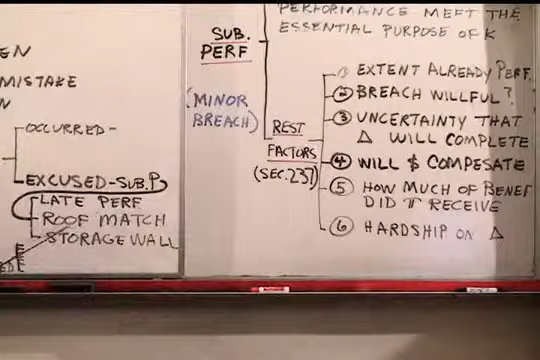 EN
MISTAKE
N
OCCURRED-
EXCUSED-SUB.P
LATE PERF
ROOF MATCH
STORAGE WALL
ED
SUB.
PERF
(MINOR
BREACH)
PERFORMANCE MEET THE
ESSENTIAL PURPOSE OF K
REST
FACTORS
(SEC.237)
① EXTENT ALREADY PERF.
② BREACH WILLFUL?
③ UNCERTAINTY THAT
Δ WILL COMPLETE
④ WILL $ COMPESATE
⑤ HOW MUCH OF BENEF
DID π RECEIVE
⑥ HARDSHIP ON Δ